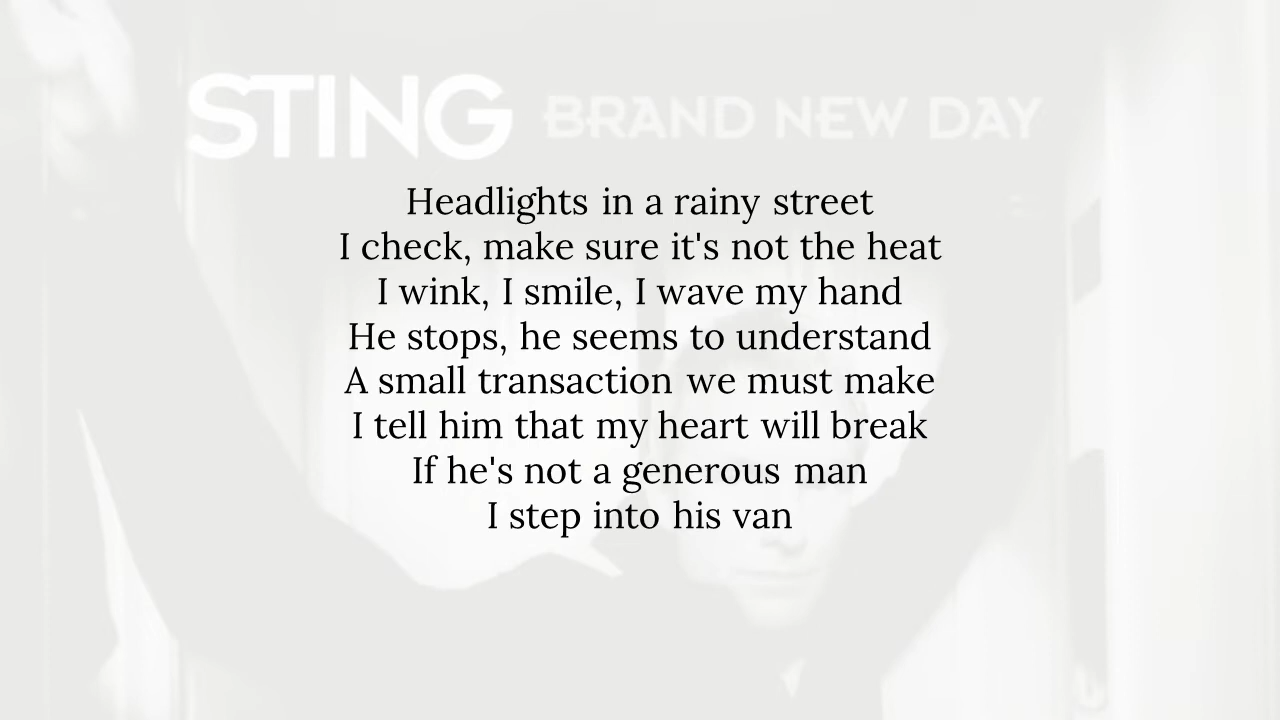 STING BRAND NEW DAY
Headlights in a rainy street
I check, make sure it's not the heat
I wink, I smile, I wave my hand
He stops, he seems to understand
A small transaction we must make
I tell him that my heart will break
If he's not a generous man
I step into his van